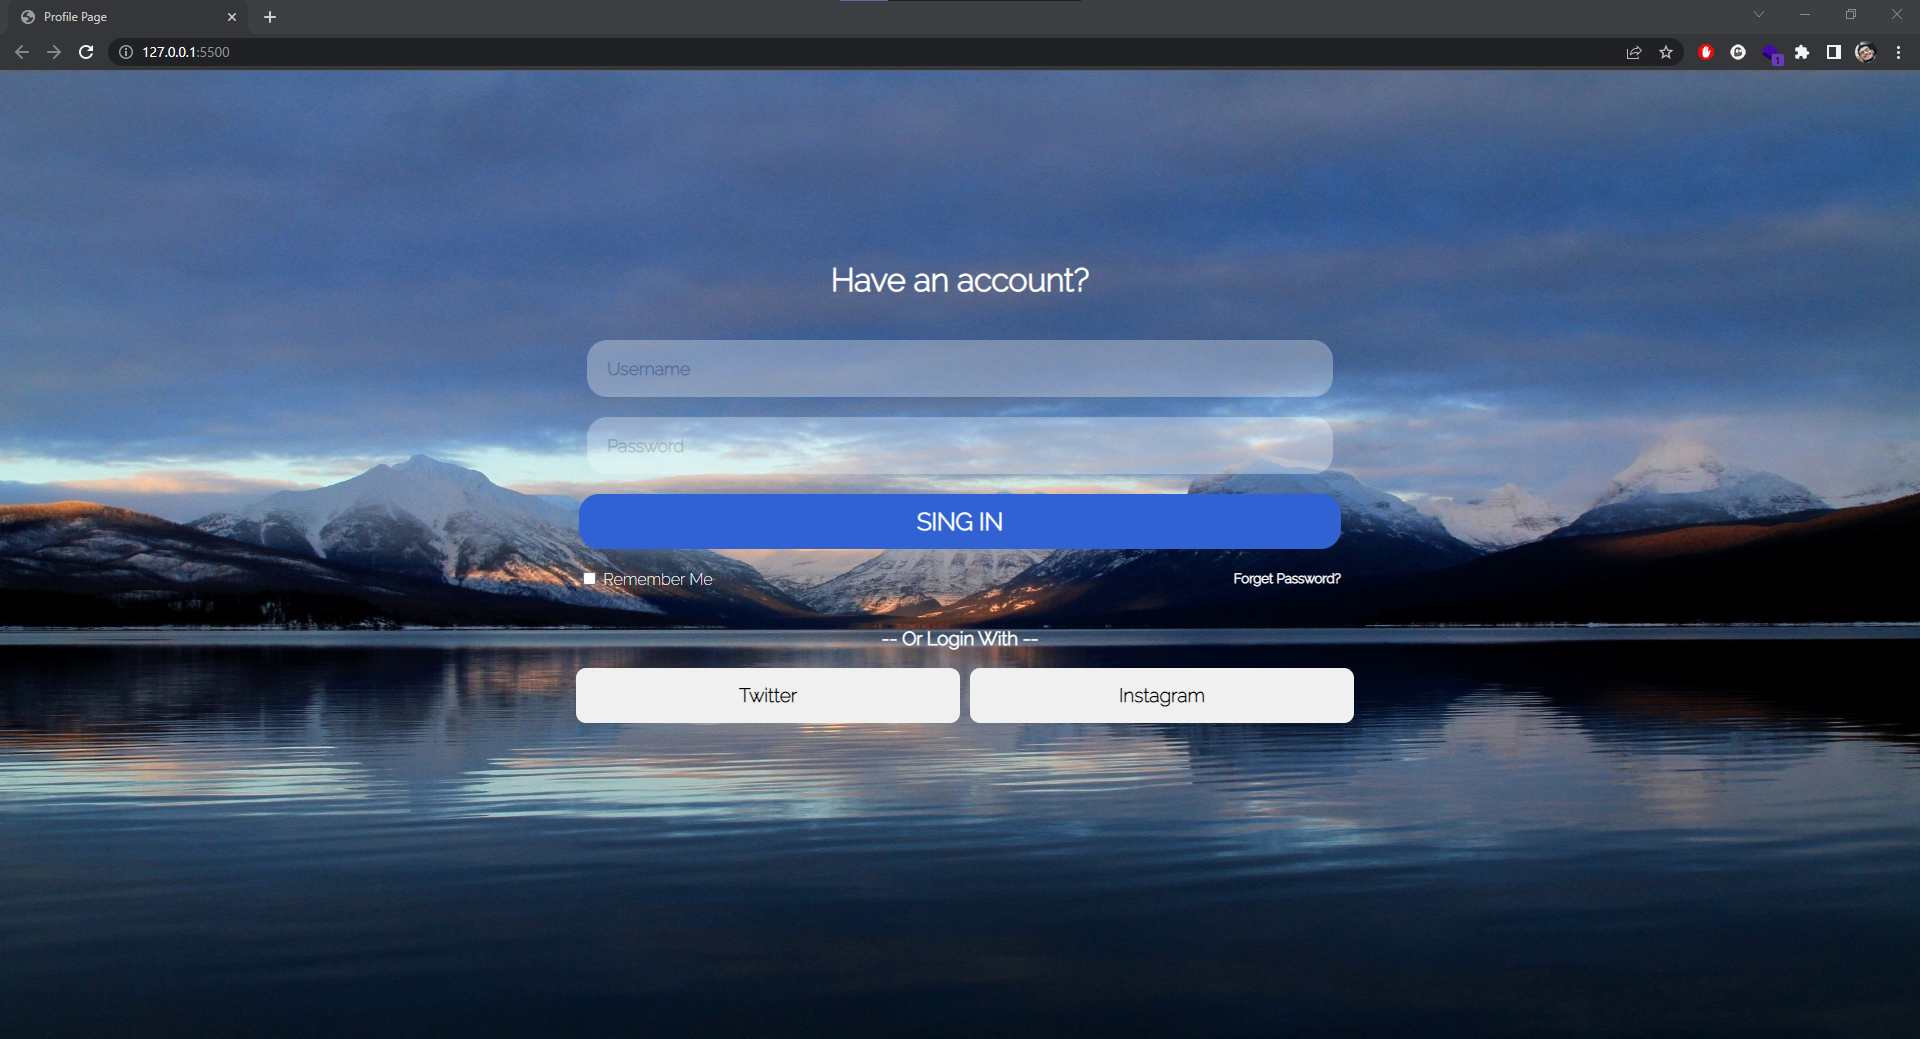 Profile Page
127.0.0.1:5500
1
Have an account?
Username
Password
SING IN
Remember Me
Forget Password?
-- Or Login With --
Twitter
Instagram